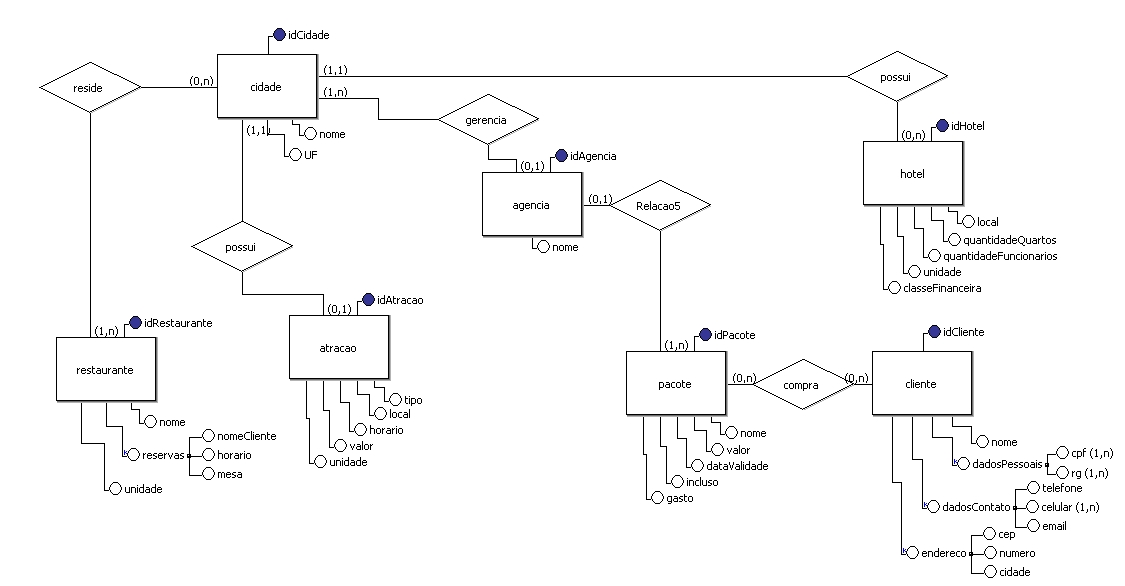 idCidade
reside
(0,n)
cidade
(1,1)
(1,n)
possui
gerencia
(1,1)
nome
UF
(0,n)
idHotel
hotel
idAgencia
(0,1)
agencia
(0,1)
Relacao5
nome
local
quantidadeQuartos
quantidadeFuncionarios
unidade
classeFinanceira
possui
idAtracao
(0,1)
atracao
tipo
local
horario
valor
unidade
idRestaurante
(1,n)
restaurante
nome
reservas
nomeCliente
horario
mesa
unidade
idPacote
(1,n)
pacote
(0,n)
compra
(0,n)
nome
valor
dataValidade
incluso
gasto
idCliente
cliente
nome
dadosPessoais
cpf (1,n)
rg (1,n)
dadosContato
telefone
celular (1,n)
email
endereco
cep
numero
cidade